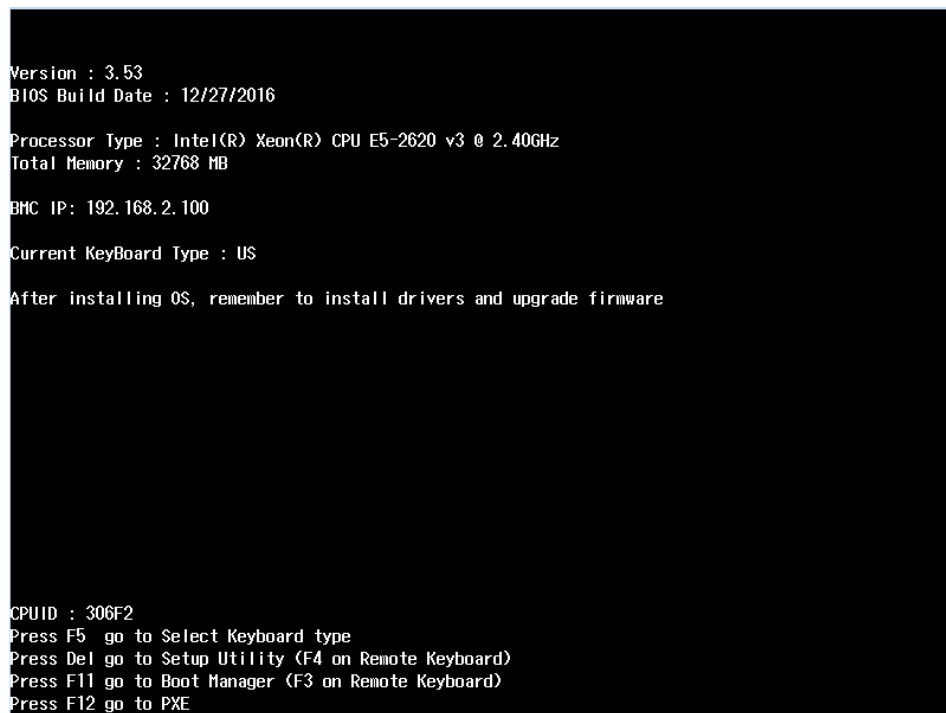 Version : 3.53
BIOS Build Date : 12/27/2016
Processor Type : Intel(R) Xeon(R) CPU E5-2620 v3 @ 2.40GHz
Total Memory : 32768 MB
BMC IP: 192.168.2.100
Current KeyBoard Type : US
After installing OS, remember to install drivers and upgrade firmware
CPUID : 306F2
Press F5  go to Select Keyboard type
Press Del go to Setup Utility (F4 on Remote Keyboard)
Press F11 go to Boot Manager (F3 on Remote Keyboard)
Press F12 go to PXE